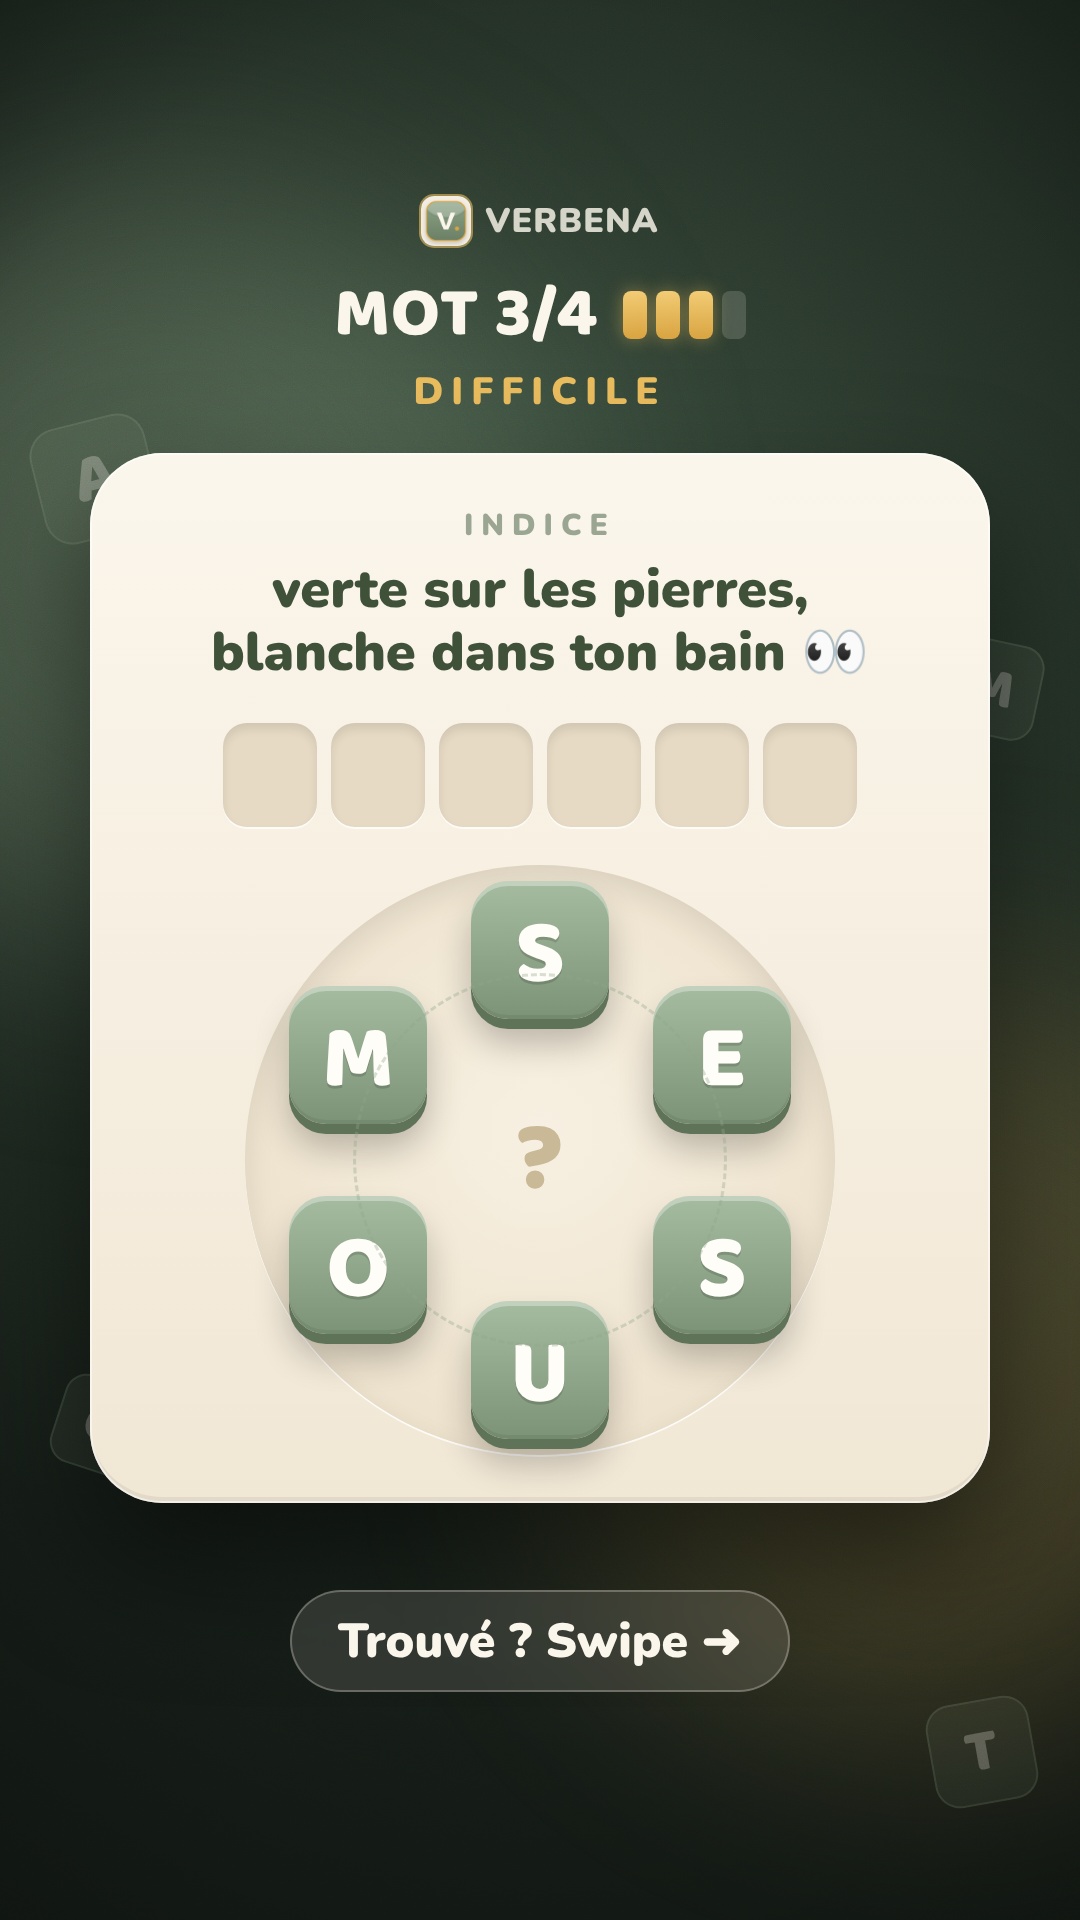 V.
VERBENA
MOT 3/4
DIFFICILE
A
INDICE
verte sur les pierres,
blanche dans ton bain 👀
M
S
M
E
?
O
S
U
Trouvé ? Swipe ➜
T